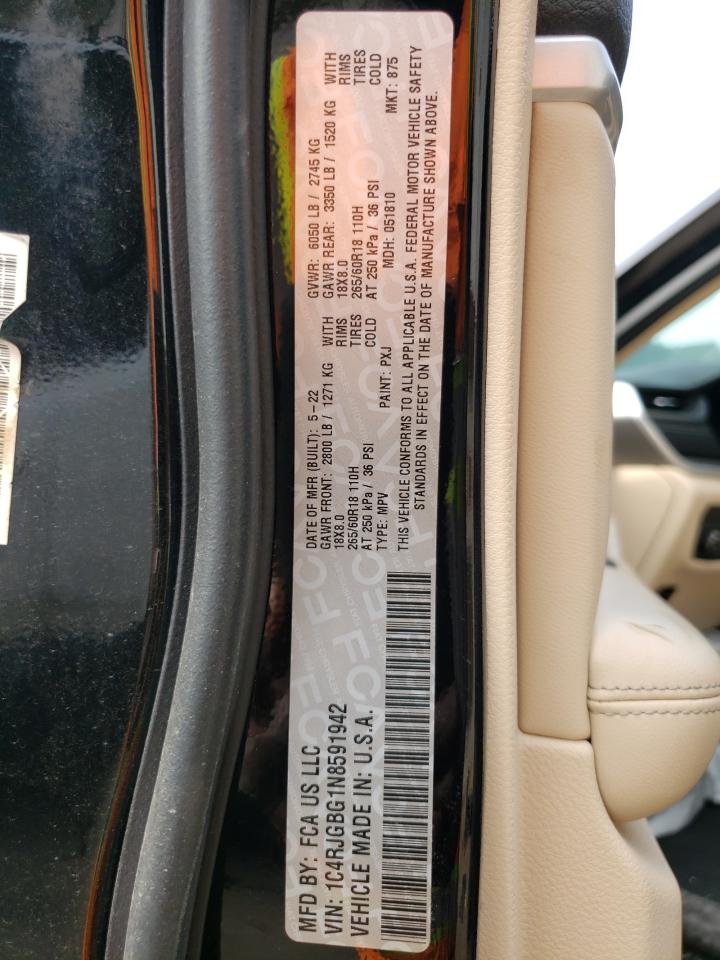 MFD BY: FCA US LLC
VIN: 1C4RJGBG1N8591942
VEHICLE MADE IN: U.S.A.
DATE OF MFR (BUILT): 5-22 GVWR: 6050 LB / 2745 KG
GAWR FRONT: 2800 LB / 1271 KG WITH GAWR REAR: 3350 LB / 1520 KG WITH
18X8.0 RIMS 18X8.0 RIMS
265/60R18 110H TIRES 265/60R18 110H TIRES
AT 250 kPa / 36 PSI COLD AT 250 kPa / 36 PSI COLD
TYPE: MPV PAINT: PXJ MDH: 051810 MKT: 875
THIS VEHICLE CONFORMS TO ALL APPLICABLE U.S.A. FEDERAL MOTOR VEHICLE SAFETY
STANDARDS IN EFFECT ON THE DATE OF MANUFACTURE SHOWN ABOVE.